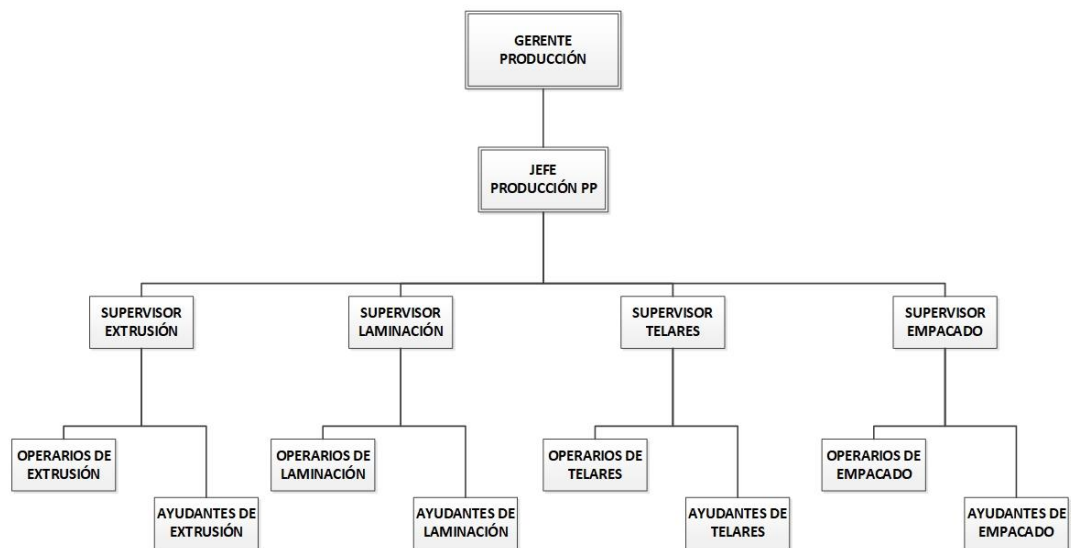 GERENTE
PRODUCCIÓN
JEFE
PRODUCCIÓN PP
SUPERVISOR
EXTRUSIÓN
SUPERVISOR
LAMINACIÓN
SUPERVISOR
TELARES
SUPERVISOR
EMPACADO
OPERARIOS DE
EXTRUSIÓN
OPERARIOS DE
LAMINACIÓN
OPERARIOS DE
TELARES
OPERARIOS DE
EMPACADO
AYUDANTES DE
EXTRUSIÓN
AYUDANTES DE
LAMINACIÓN
AYUDANTES DE
TELARES
AYUDANTES DE
EMPACADO